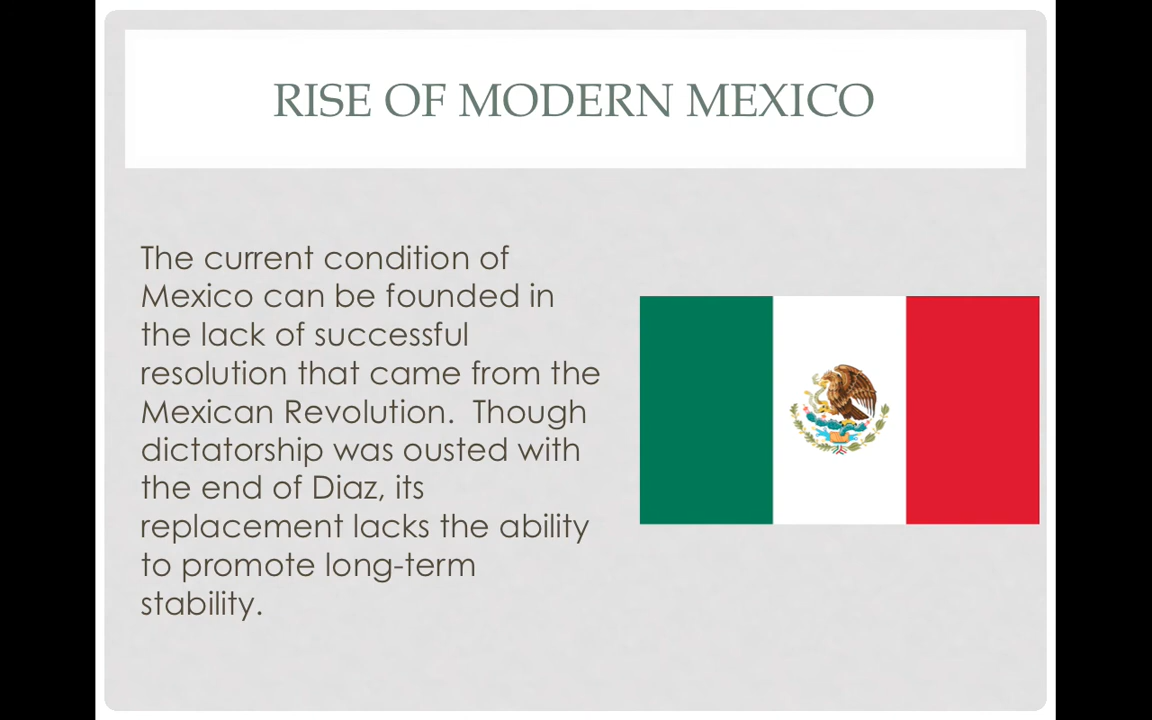 RISE OF MODERN MEXICO
The current condition of
Mexico can be founded in
the lack of successful
resolution that came from the
Mexican Revolution.  Though
dictatorship was ousted with
the end of Diaz, its
replacement lacks the ability
to promote long-term
stability.